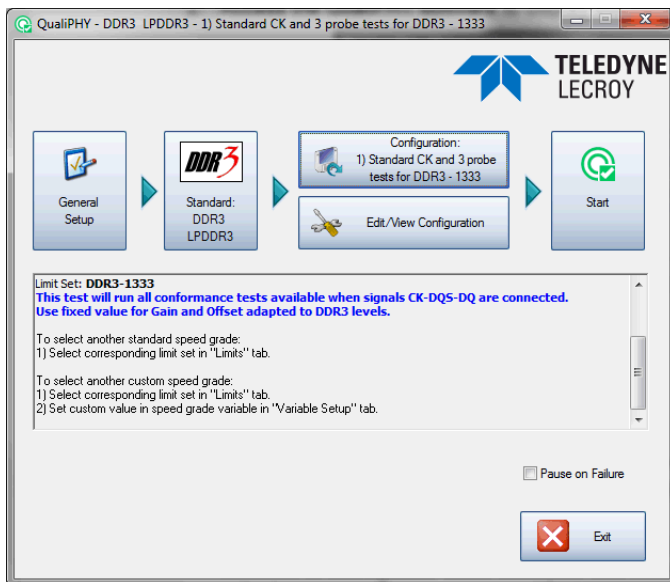 QualiPHY - DDR3 LPDDR3 - 1) Standard CK and 3 probe tests for DDR3 - 1333
TELEDYNE
LECROY
General
Setup
DDR3
Standard:
DDR3
LPDDR3
Configuration:
1) Standard CK and 3 probe
tests for DDR3 - 1333
Edit/View Configuration
Start
Limit Set: DDR3-1333
This test will run all conformance tests available when signals CK-DQS-DQ are connected.
Use fixed value for Gain and Offset adapted to DDR3 levels.
To select another standard speed grade:
1) Select corresponding limit set in "Limits" tab.
To select another custom speed grade:
1) Select corresponding limit set in "Limits" tab.
2) Set custom value in speed grade variable in "Variable Setup" tab.
Pause on Failure
Exit